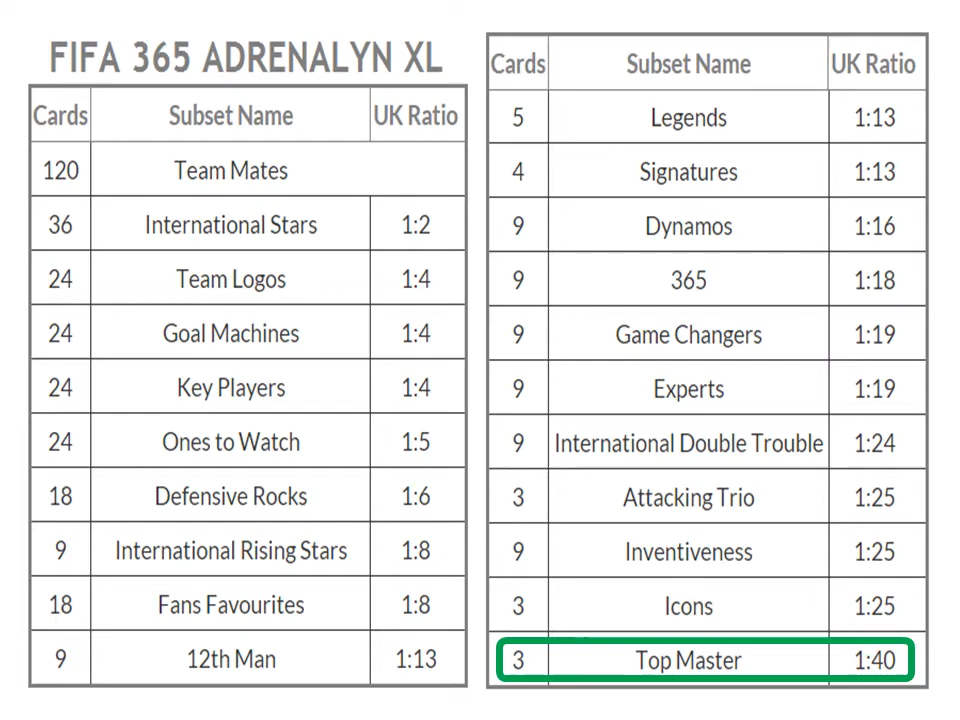 FIFA 365 ADRENALYN XL
Cards Subset Name UK Ratio
120 Team Mates
36 International Stars 1:2
24 Team Logos 1:4
24 Goal Machines 1:4
24 Key Players 1:4
24 Ones to Watch 1:5
18 Defensive Rocks 1:6
9 International Rising Stars 1:8
18 Fans Favourites 1:8
9 12th Man 1:13
Cards Subset Name UK Ratio
5 Legends 1:13
4 Signatures 1:13
9 Dynamos 1:16
9 365 1:18
9 Game Changers 1:19
9 Experts 1:19
9 International Double Trouble 1:24
3 Attacking Trio 1:25
9 Inventiveness 1:25
3 Icons 1:25
3 Top Master 1:40